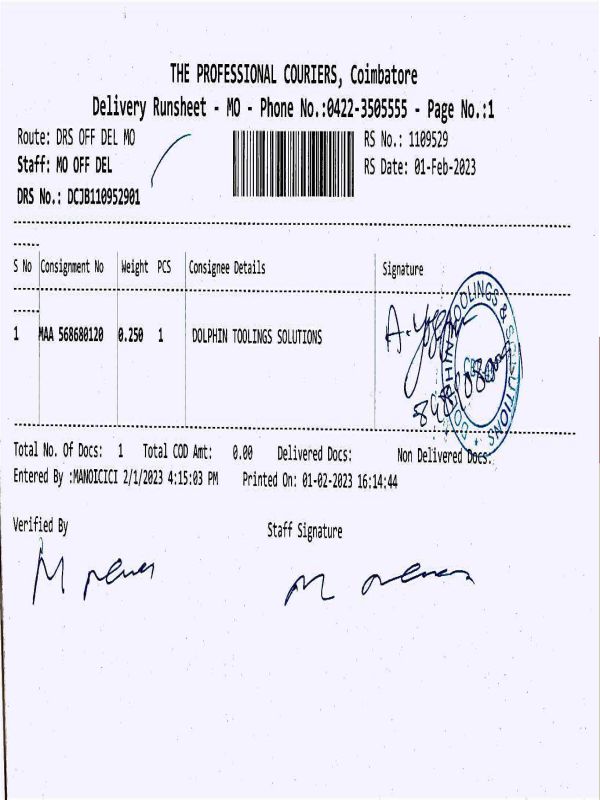 THE PROFESSIONAL COURIERS, Coimbatore
Delivery Runsheet - MO - Phone No.:0422-3505555 - Page No.:1
Route: DRS OFF DEL MO
RS No.: 1109529
Staff: MO OFF DEL
RS Date: 01-Feb-2023
DRS No.: DCJB110952901
S No Consignment No Weight PCS Consignee Details Signature
1 MAA 568680120 0.250 1 DOLPHIN TOOLINGS SOLUTIONS
DOLPHIN TOOLINGS & SOLUTIONS
Total No. Of Docs: 1 Total COD Amt: 0.00 Delivered Docs: Non Delivered Docs:
Entered By :MANOICICI 2/1/2023 4:15:03 PM Printed On: 01-02-2023 16:14:44
Verified By Staff Signature